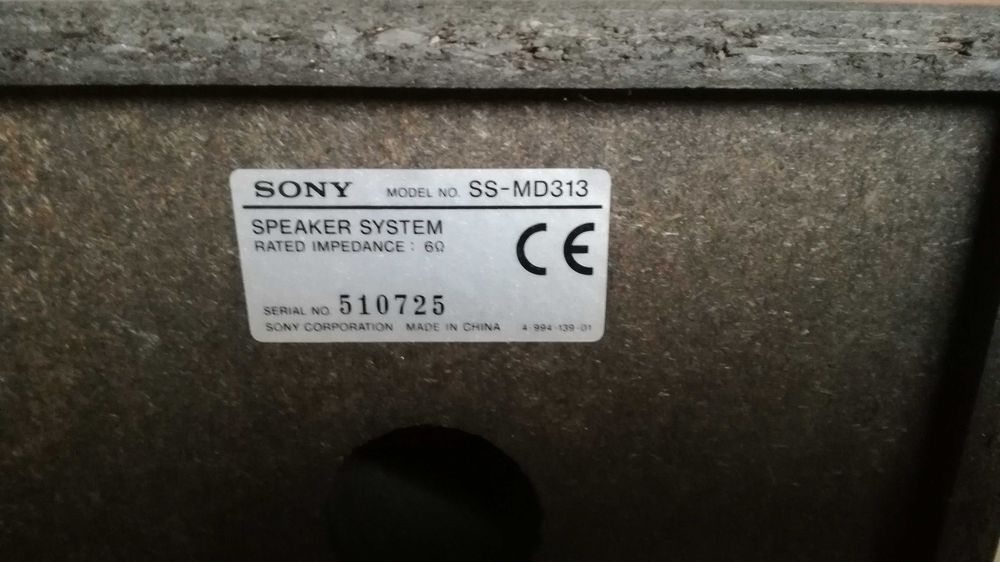 SONY MODEL NO. SS-MD313
SPEAKER SYSTEM
RATED IMPEDANCE : 6Ω
CE
SERIAL NO. 510725
SONY CORPORATION MADE IN CHINA 4-994-139-01